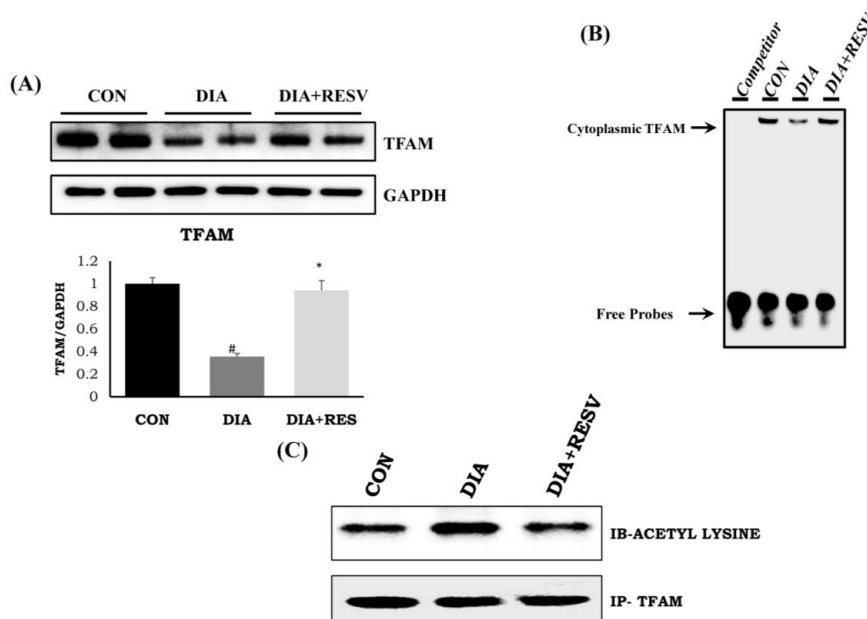 (A)
CON DIA DIA+RESV
TFAM
GAPDH
TFAM
TFAM/GAPDH
1.2
1
0.8
0.6
0.4
0.2
0
#
*
CON DIA DIA+RES
(B)
Competitor CON DIA DIA+RESV
Cytoplasmic TFAM
Free Probes
(C)
CON DIA DIA+RESV
IB-ACETYL LYSINE
IP- TFAM